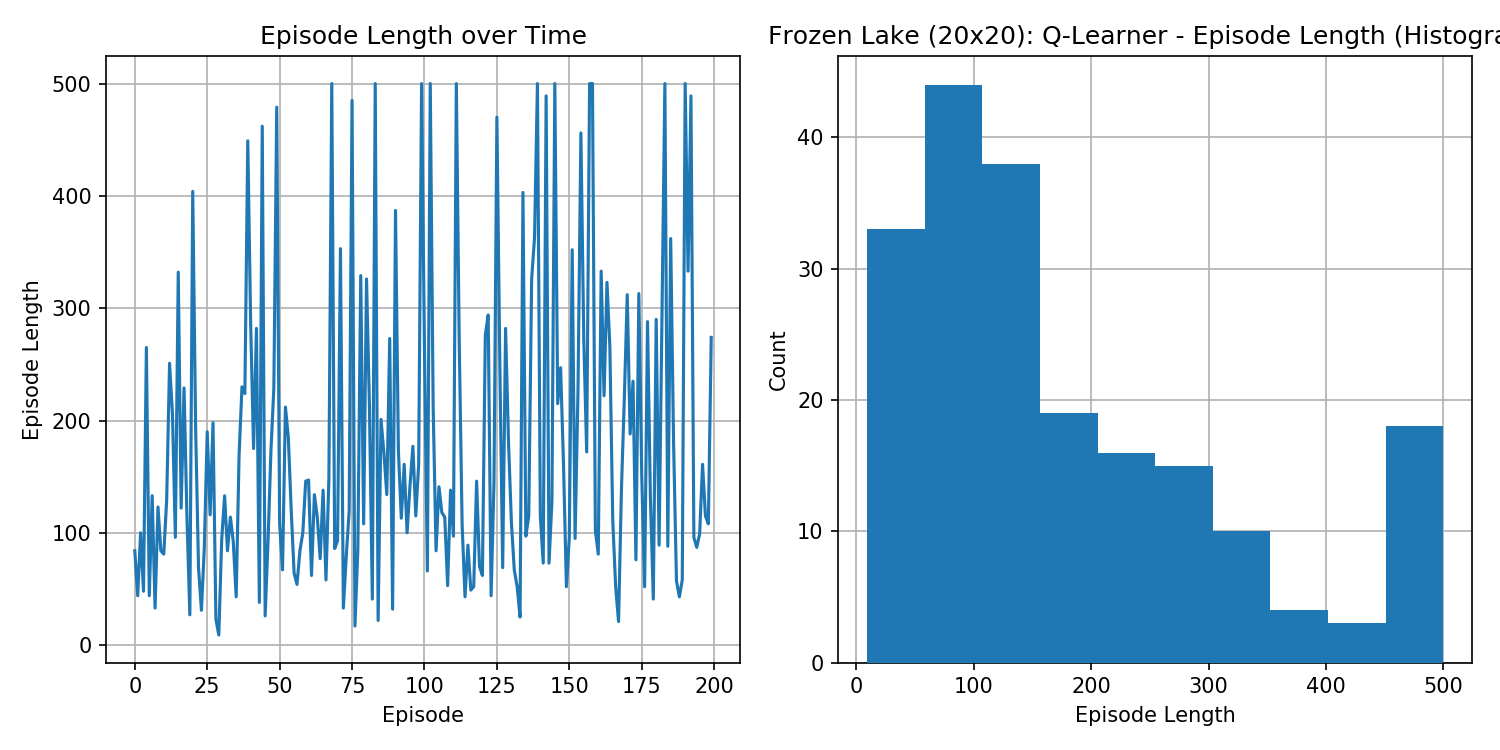 Episode Length over Time
Episode Length
500
400
300
200
100
0
0 25 50 75 100 125 150 175 200
Episode
Frozen Lake (20x20): Q-Learner - Episode Length (Histogra
Count
40
30
20
10
0
0 100 200 300 400 500
Episode Length